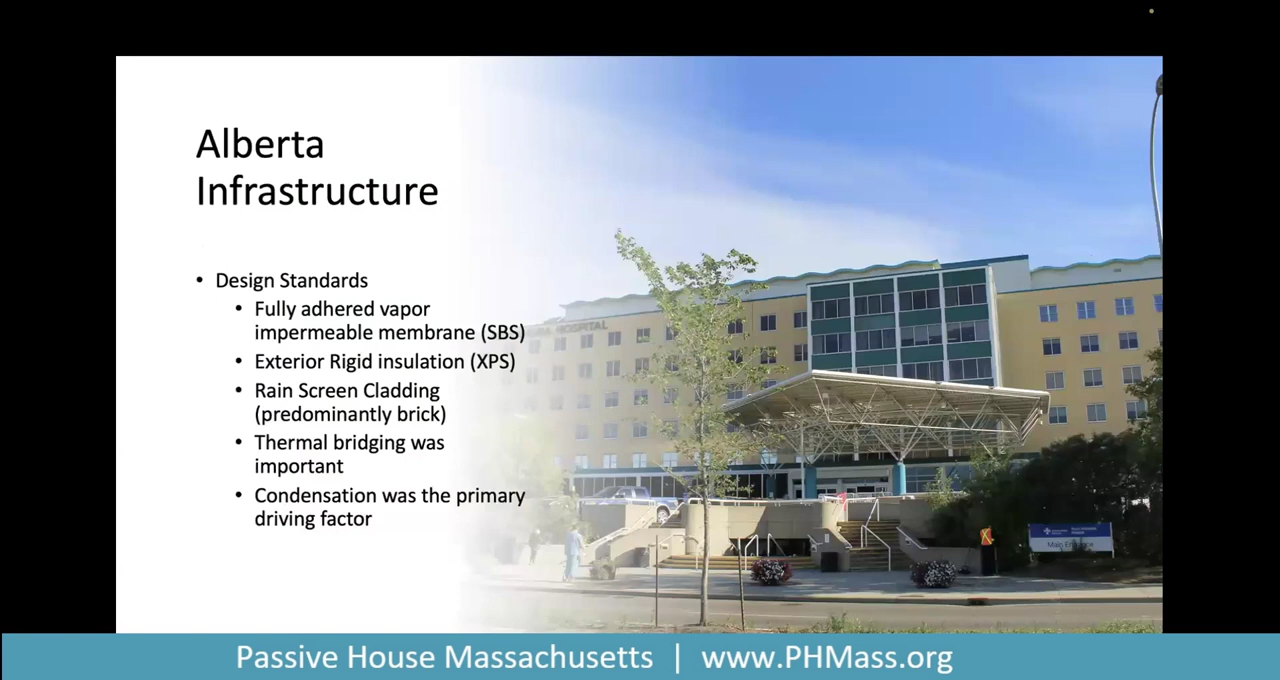 Alberta
Infrastructure
• Design Standards
• Fully adhered vapor
impermeable membrane (SBS)
• Exterior Rigid insulation (XPS)
• Rain Screen Cladding
(predominantly brick)
• Thermal bridging was
important
• Condensation was the primary
driving factor
HOSPITAL
Main Entrance
Passive House Massachusetts | www.PHMass.org